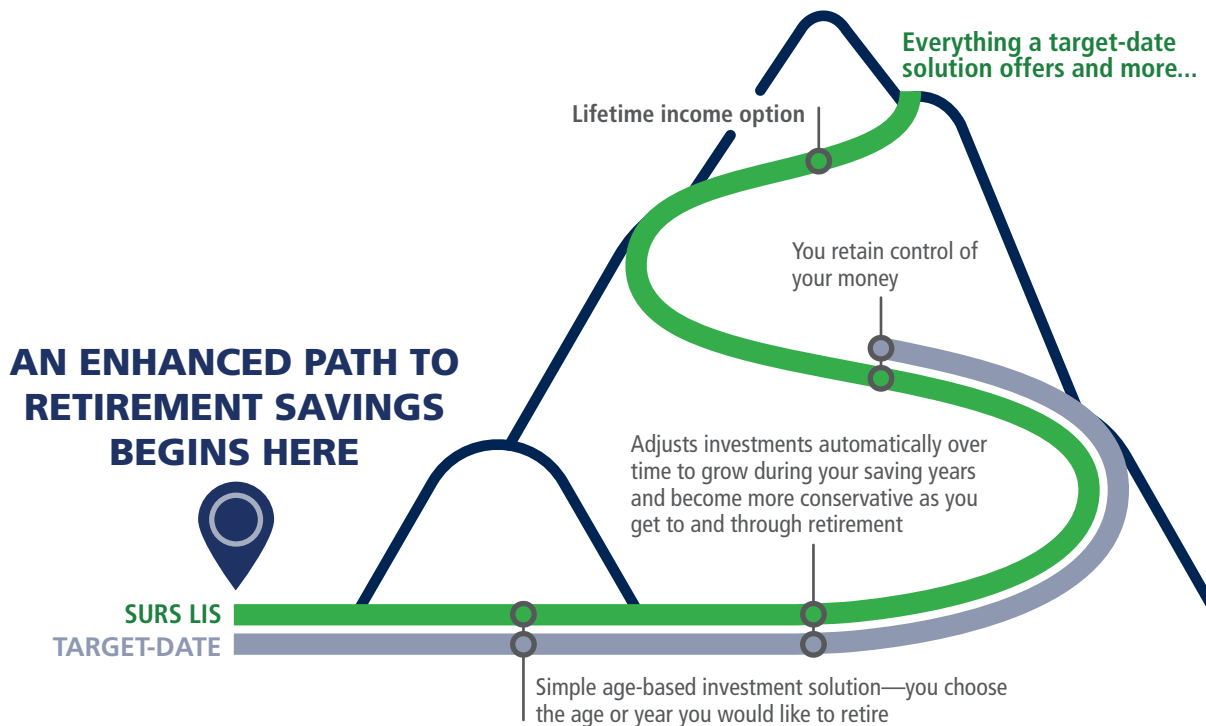 Everything a target-date
solution offers and more...
Lifetime income option
You retain control of
your money
AN ENHANCED PATH TO
RETIREMENT SAVINGS
BEGINS HERE
Adjusts investments automatically over
time to grow during your saving years
and become more conservative as you
get to and through retirement
SURS LIS
TARGET-DATE
Simple age-based investment solution—you choose
the age or year you would like to retire